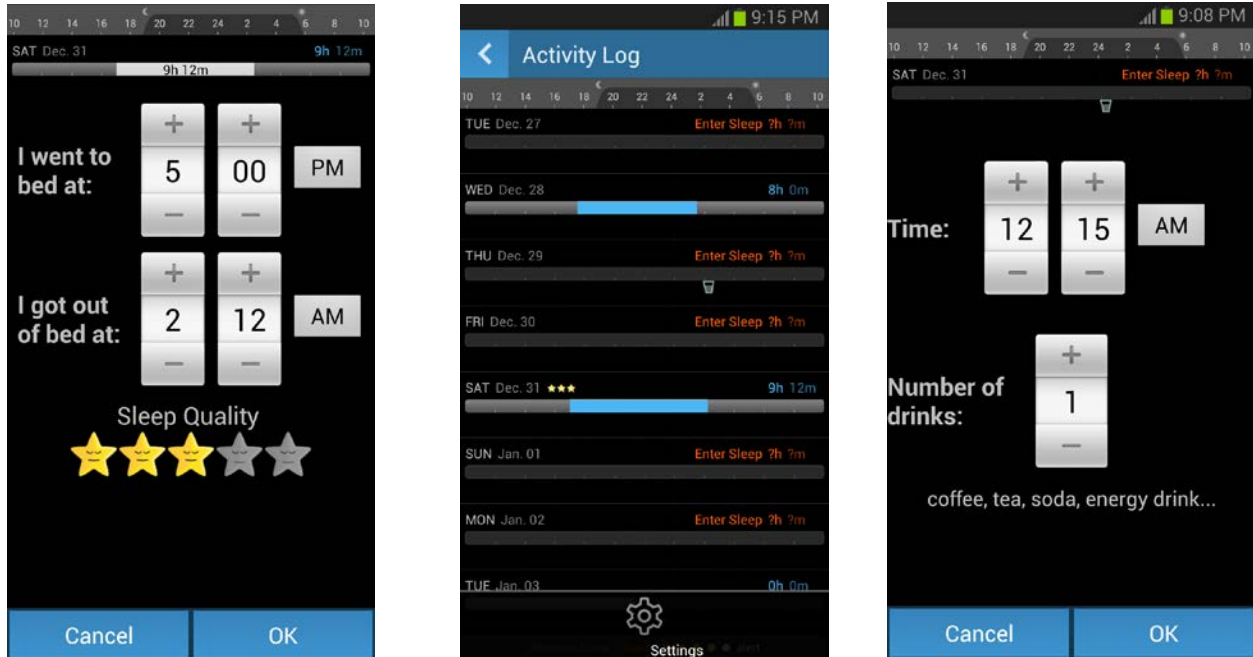 10 12 14 16 18 20 22 24 2 4 6 8 10
SAT Dec. 31 9h 12m
9h 12m
+ +
I went to
bed at:
5 00 PM
− −
+ +
I got out
of bed at:
2 12 AM
− −
Sleep Quality
Cancel OK
9:15 PM
Activity Log
10 12 14 16 18 20 22 24 2 4 6 8 10
TUE Dec. 27 Enter Sleep ?h ?m
WED Dec. 28 8h 0m
THU Dec. 29 Enter Sleep ?h ?m
FRI Dec. 30 Enter Sleep ?h ?m
SAT Dec. 31 9h 12m
SUN Jan. 01 Enter Sleep ?h ?m
MON Jan. 02 Enter Sleep ?h ?m
TUE Jan. 03 0h 0m
Settings
9:08 PM
10 12 14 16 18 20 22 24 2 4 6 8 10
SAT Dec. 31 Enter Sleep ?h ?m
+ +
Time: 12 15 AM
− −
+
Number of
drinks:
1
−
coffee, tea, soda, energy drink...
Cancel OK